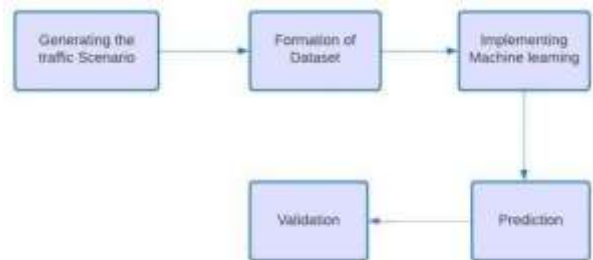 Generating the
traffic Scenario
Formation of
Dataset
Implementing
Machine learning
Validation
Prediction